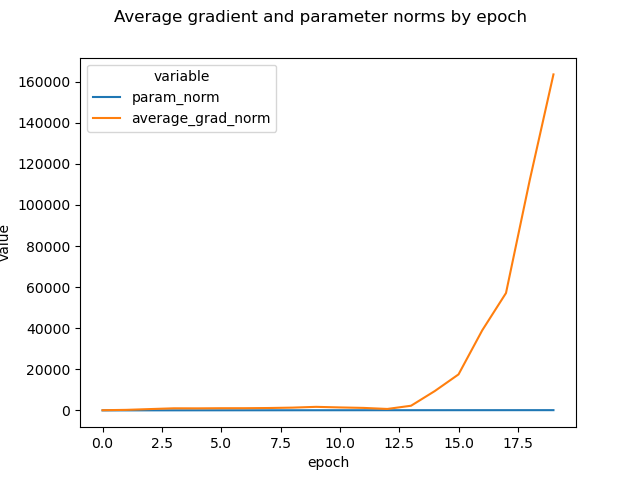 Average gradient and parameter norms by epoch
variable
param_norm
average_grad_norm
160000
140000
120000
100000
80000
60000
40000
20000
0
value
0.0 2.5 5.0 7.5 10.0 12.5 15.0 17.5
epoch